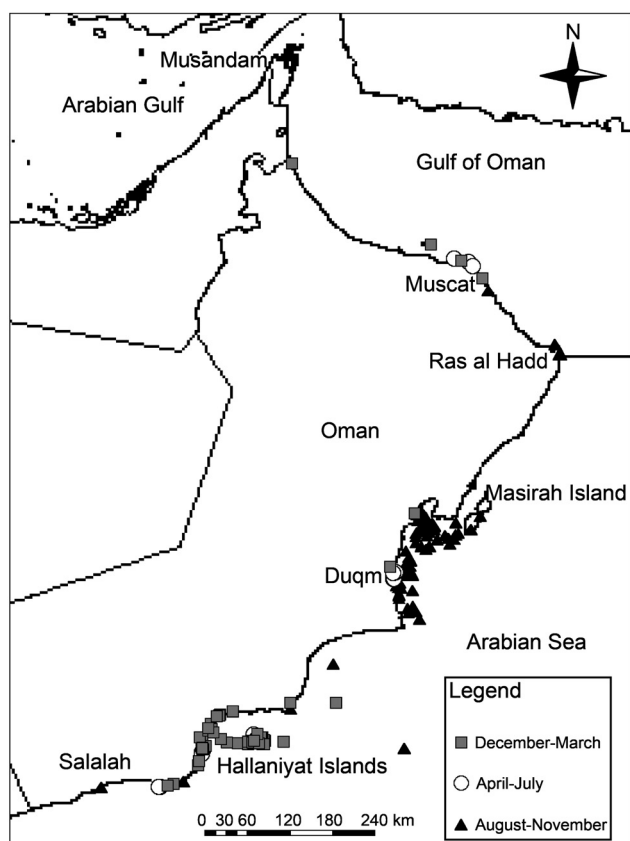 N
Musandam
Arabian Gulf
Gulf of Oman
Muscat
Ras al Hadd
Oman
Masirah Island
Duqm
Arabian Sea
Legend
December-March
April-July
August-November
Salalah
Hallaniyat Islands
0 30 60 120 180 240 km